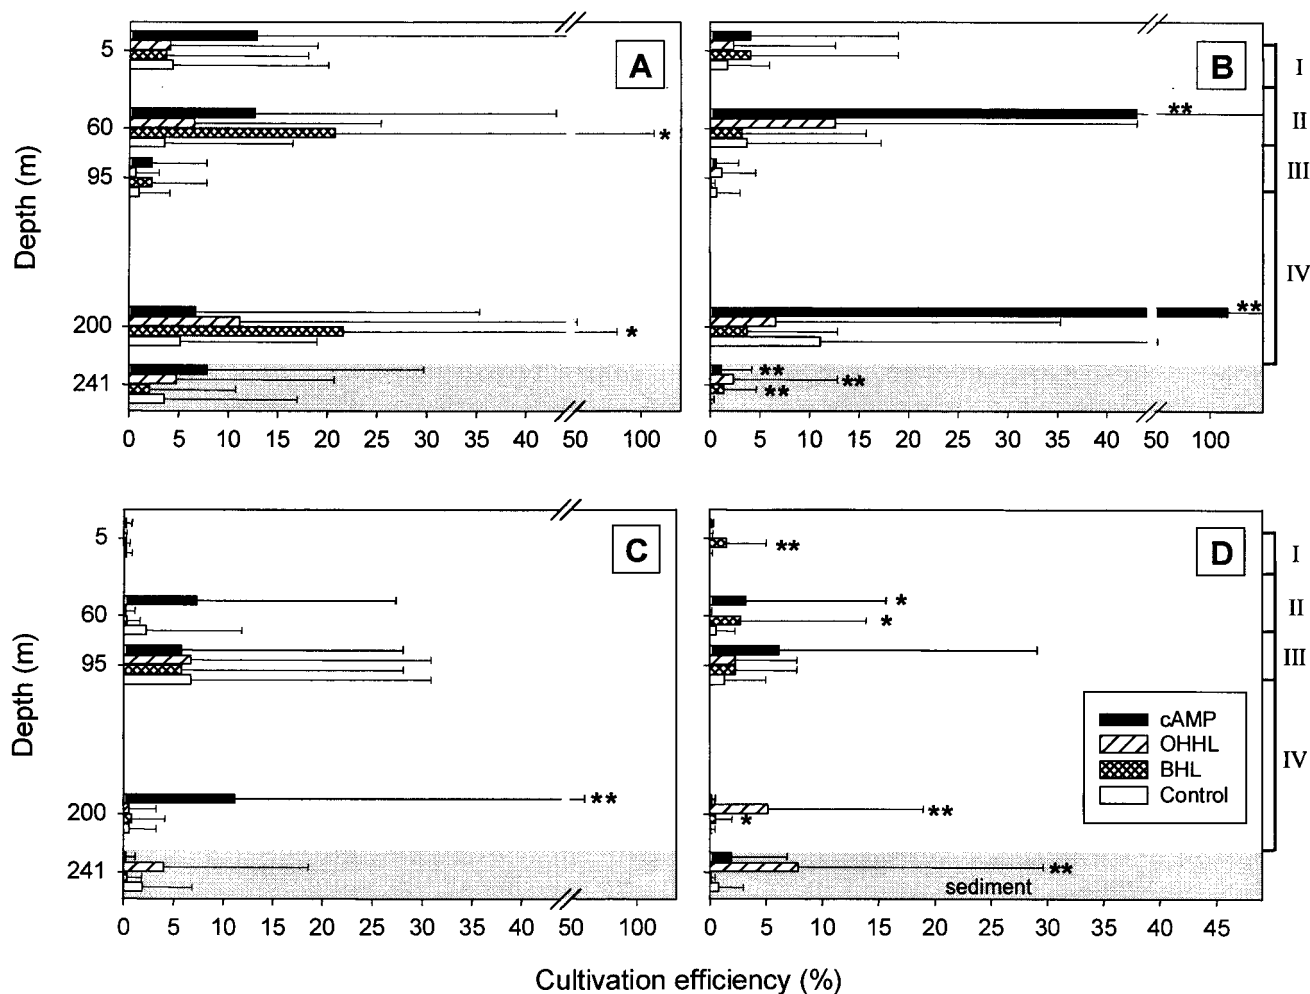 A
B
5
60
95
200
241
Depth (m)
*
*
**
**
**
**
**
I
II
III
IV
0 5 10 15 20 25 30 35 40 50 100
0 5 10 15 20 25 30 35 40 50 100
C
D
5
60
95
200
241
Depth (m)
**
**
*
*
**
*
**
sediment
cAMP
OHHL
BHL
Control
I
II
III
IV
0 5 10 15 20 25 30 35 40 50 100
0 5 10 15 20 25 30 35 40 45
Cultivation efficiency (%)